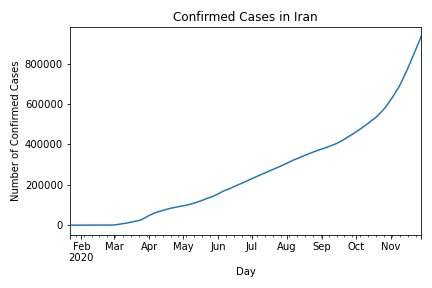 Confirmed Cases in Iran
Number of Confirmed Cases
800000
600000
400000
200000
0
Feb Mar Apr May Jun Jul Aug Sep Oct Nov
2020
Day